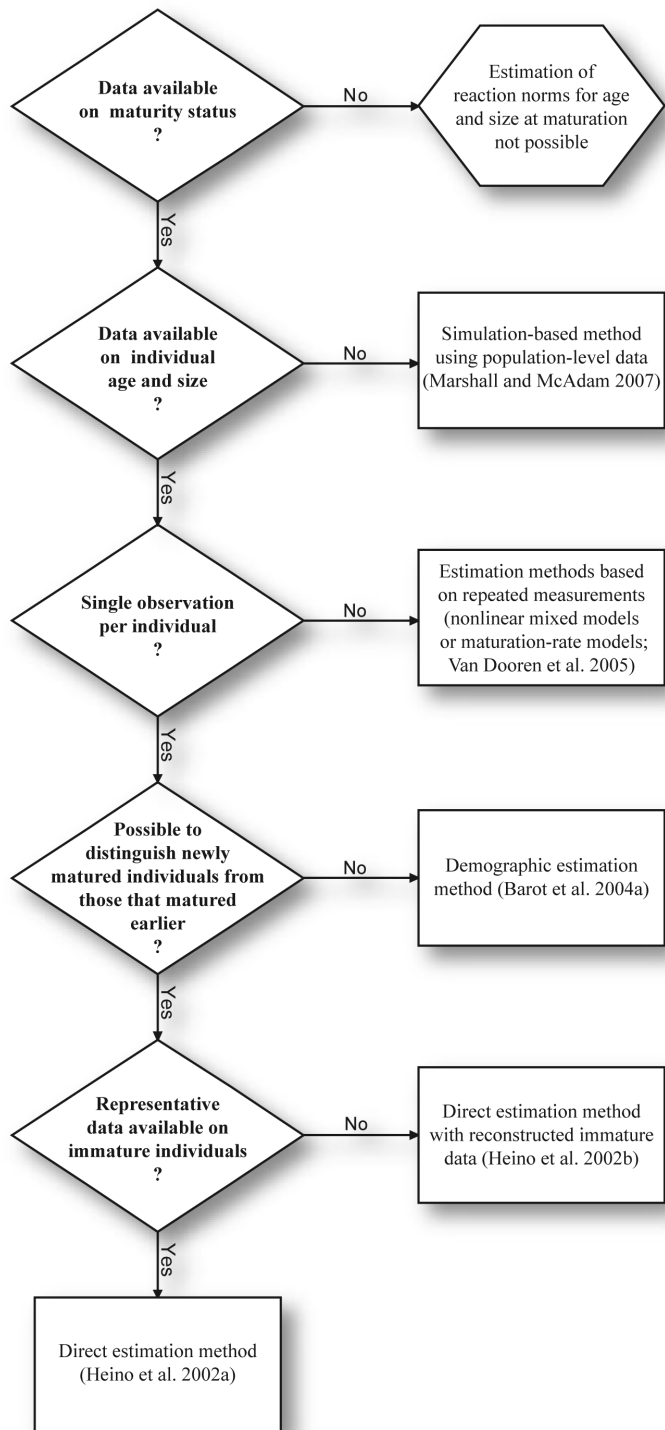 Data available
on maturity status
?
No
Estimation of
reaction norms for age
and size at maturation
not possible
Yes
Data available
on individual
age and size
?
No
Simulation-based method
using population-level data
(Marshall and McAdam 2007)
Yes
Single observation
per individual
?
No
Estimation methods based
on repeated measurements
(nonlinear mixed models
or maturation-rate models;
Van Dooren et al. 2005)
Yes
Possible to
distinguish newly
matured individuals from
those that matured
earlier
?
No
Demographic estimation
method (Barot et al. 2004a)
Yes
Representative
data available on
immature individuals
?
No
Direct estimation method
with reconstructed immature
data (Heino et al. 2002b)
Yes
Direct estimation method
(Heino et al. 2002a)